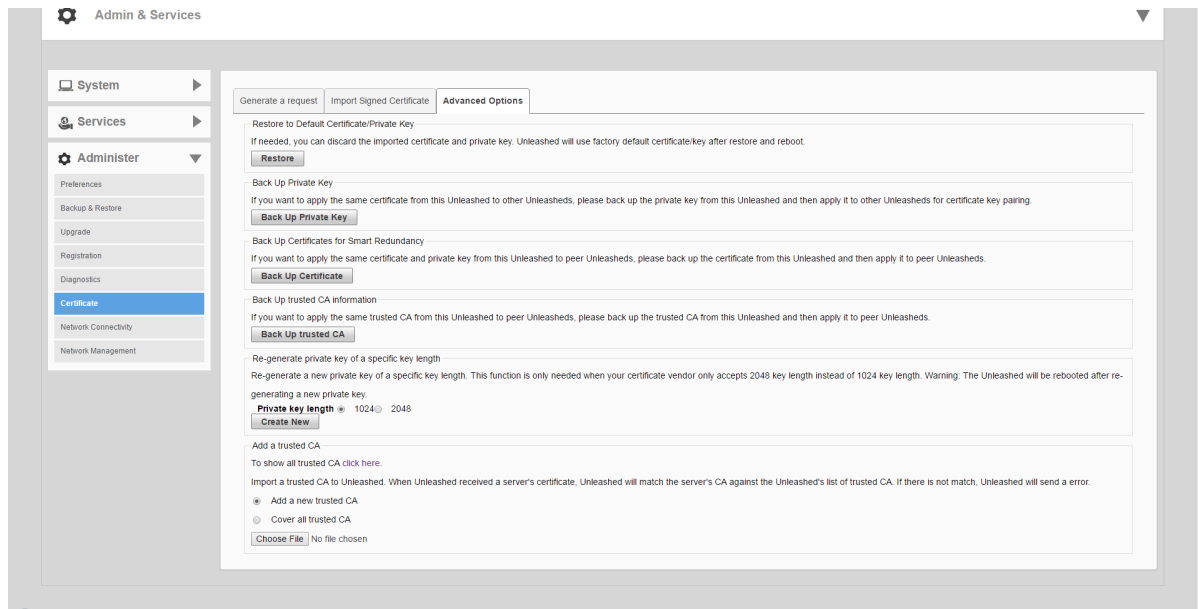 Admin & Services
System
Services
Administer
Preferences
Backup & Restore
Upgrade
Registration
Diagnostics
Certificate
Network Connectivity
Network Management
Generate a request
Import Signed Certificate
Advanced Options
Restore to Default Certificate/Private Key
If needed, you can discard the imported certificate and private key. Unleashed will use factory default certificate/key after restore and reboot.
Restore
Back Up Private Key
If you want to apply the same certificate from this Unleashed to other Unleasheds, please back up the private key from this Unleashed and then apply it to other Unleasheds for certificate key pairing.
Back Up Private Key
Back Up Certificates for Smart Redundancy
If you want to apply the same certificate and private key from this Unleashed to peer Unleasheds, please back up the certificate from this Unleashed and then apply it to peer Unleasheds.
Back Up Certificate
Back Up trusted CA information
If you want to apply the same trusted CA from this Unleashed to peer Unleasheds, please back up the trusted CA from this Unleashed and then apply it to peer Unleasheds.
Back Up trusted CA
Re-generate private key of a specific key length
Re-generate a new private key of a specific key length. This function is only needed when your certificate vendor only accepts 2048 key length instead of 1024 key length. Warning: The Unleashed will be rebooted after re-
generating a new private key.
Private key length 1024 2048
Create New
Add a trusted CA
To show all trusted CA click here.
Import a trusted CA to Unleashed. When Unleashed received a server's certificate, Unleashed will match the server's CA against the Unleashed's list of trusted CA. If there is not match, Unleashed will send a error.
Add a new trusted CA
Cover all trusted CA
Choose File No file chosen